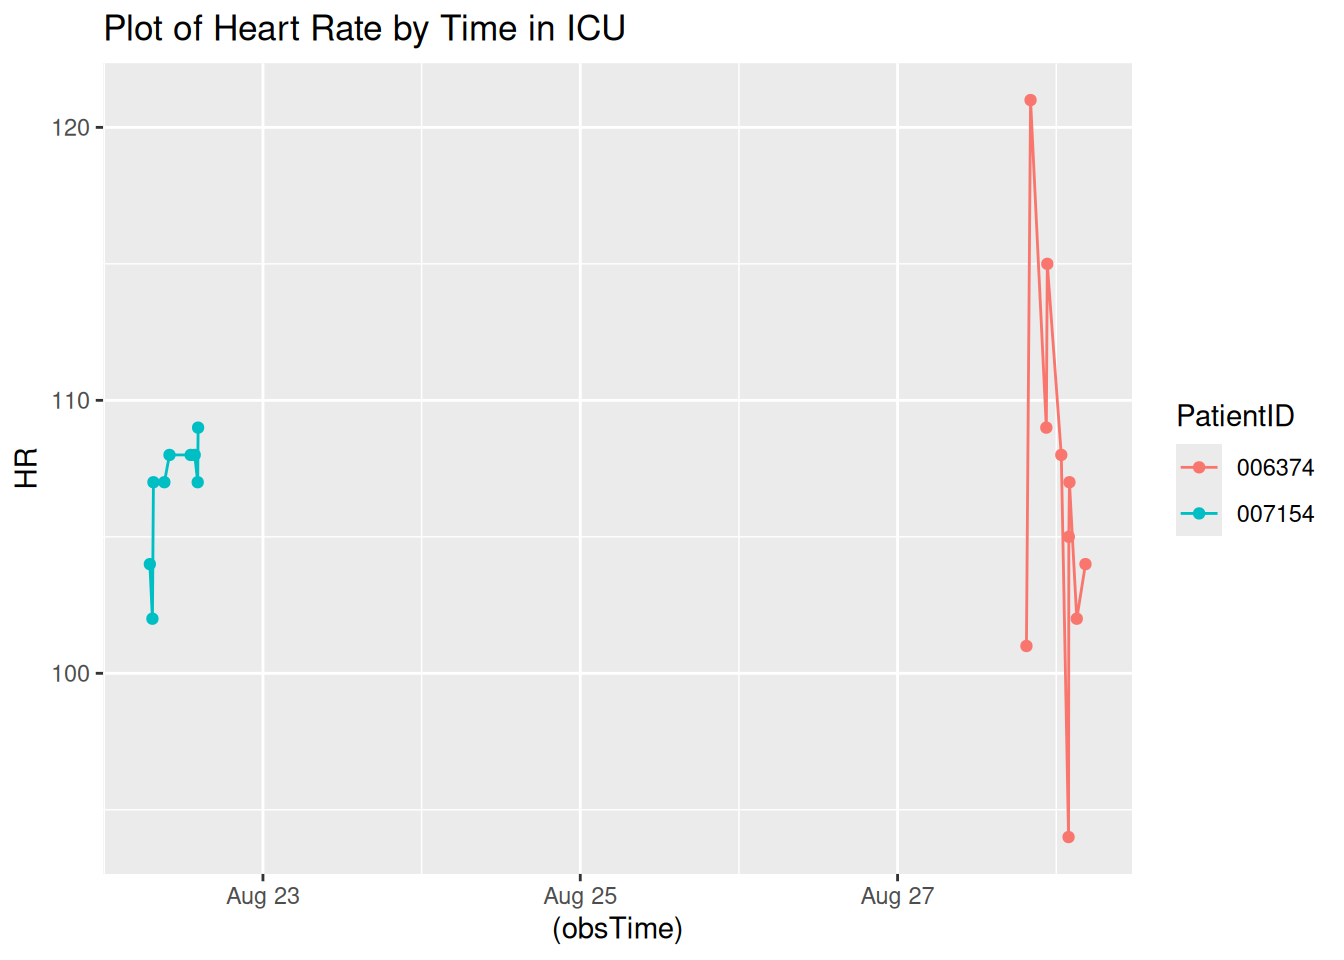 Plot of Heart Rate by Time in ICU
120
110
100
HR
Aug 23
Aug 25
Aug 27
(obsTime)
PatientID
006374
007154